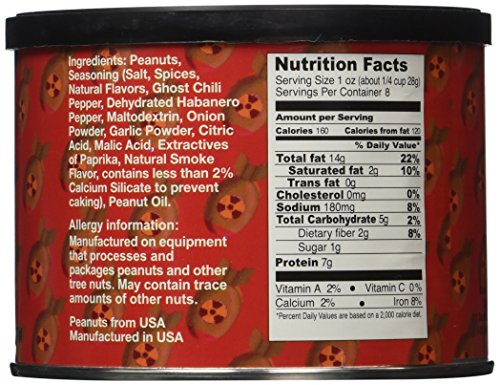 Ingredients: Peanuts,
Seasoning (Salt, Spices,
Natural Flavors, Ghost Chili
Pepper, Dehydrated Habanero
Pepper, Maltodextrin, Onion
Powder, Garlic Powder, Citric
Acid, Malic Acid, Extractives
of Paprika, Natural Smoke
Flavor, contains less than 2%
Calcium Silicate to prevent
caking), Peanut Oil.
Allergy information:
Manufactured on equipment
that processes and
packages peanuts and other
tree nuts. May contain trace
amounts of other nuts.
Peanuts from USA
Manufactured in USA
Nutrition Facts
Serving Size 1 oz (about 1/4 cup 28g)
Servings Per Container 8
Amount per Serving
Calories 160 Calories from fat 120
% Daily Value*
Total fat 14g 22%
Saturated fat 2g 10%
Trans fat 0g
Cholesterol 0mg 0%
Sodium 180mg 8%
Total Carbohydrate 5g 2%
Dietary fiber 2g 8%
Sugar 1g
Protein 7g
Vitamin A 2% • Vitamin C 0%
Calcium 2% • Iron 8%
*Percent Daily Values are based on a 2,000 calorie diet.